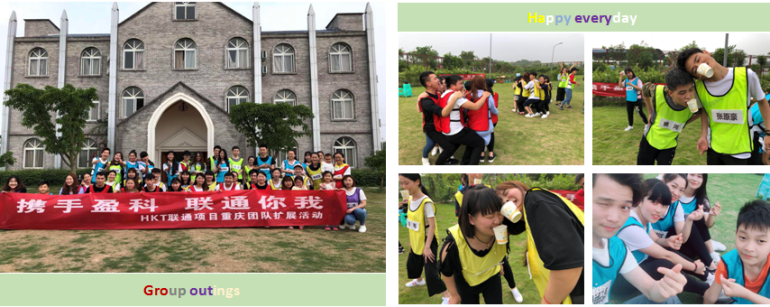 Happy everyday
携手盈科 联通你我
HKT联通项目重庆团队扩展活动
Group outings